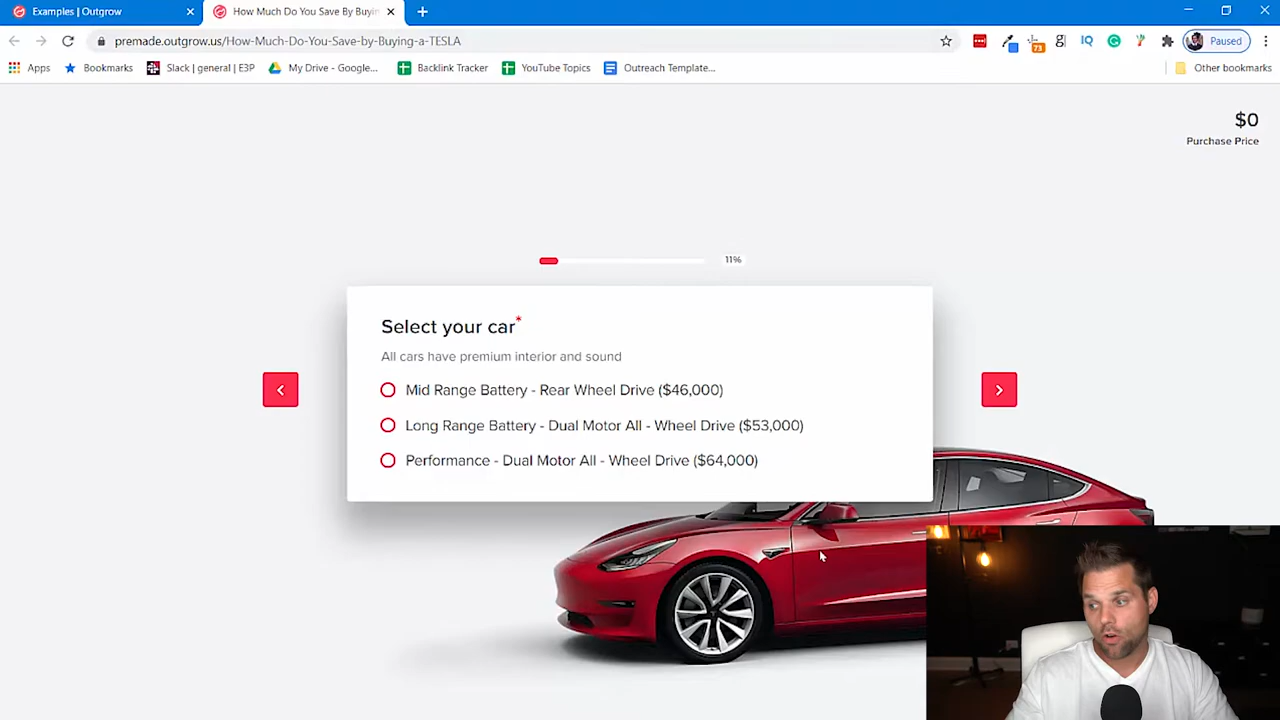 Examples | Outgrow
How Much Do You Save By Buyin
premade.outgrow.us/How-Much-Do-You-Save-by-Buying-a-TESLA
73
g
IQ
Paused
Apps
Bookmarks
Slack | general | E3P
My Drive - Google...
Backlink Tracker
YouTube Topics
Outreach Template...
Other bookmarks
$0
Purchase Price
11%
Select your car*
All cars have premium interior and sound
Mid Range Battery - Rear Wheel Drive ($46,000)
Long Range Battery - Dual Motor All - Wheel Drive ($53,000)
Performance - Dual Motor All - Wheel Drive ($64,000)